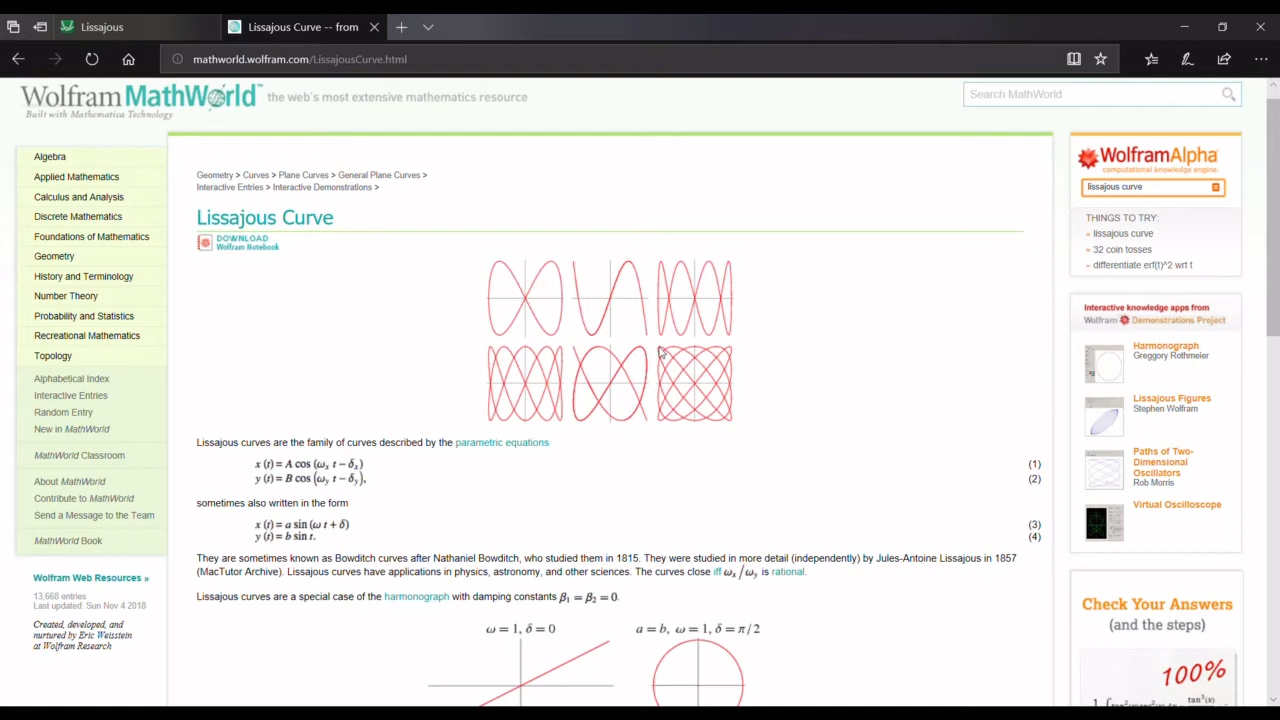 Lissajous
Lissajous Curve -- from
mathworld.wolfram.com/LissajousCurve.html
Wolfram MathWorld™ the web's most extensive mathematics resource
Built with Mathematica Technology
Search MathWorld
Algebra
Applied Mathematics
Calculus and Analysis
Discrete Mathematics
Foundations of Mathematics
Geometry
History and Terminology
Number Theory
Probability and Statistics
Recreational Mathematics
Topology
Alphabetical Index
Interactive Entries
Random Entry
New in MathWorld
MathWorld Classroom
About MathWorld
Contribute to MathWorld
Send a Message to the Team
MathWorld Book
Wolfram Web Resources »
13,668 entries
Last updated: Sun Nov 4 2018
Created, developed, and
nurtured by Eric Weisstein
at Wolfram Research
Geometry > Curves > Plane Curves > General Plane Curves >
Interactive Entries > Interactive Demonstrations >
Lissajous Curve
DOWNLOAD
Wolfram Notebook
Lissajous curves are the family of curves described by the parametric equations
x (t) = A cos (ωx t − δx) (1)
y (t) = B cos (ωy t − δy), (2)
sometimes also written in the form
x (t) = a sin (ω t + δ) (3)
y (t) = b sin t. (4)
They are sometimes known as Bowditch curves after Nathaniel Bowditch, who studied them in 1815. They were studied in more detail (independently) by Jules-Antoine Lissajous in 1857
(MacTutor Archive). Lissajous curves have applications in physics, astronomy, and other sciences. The curves close iff ωx/ωy is rational.
Lissajous curves are a special case of the harmonograph with damping constants β1 = β2 = 0.
ω = 1, δ = 0
a = b, ω = 1, δ = π/2
WolframAlpha
computational knowledge engine.
lissajous curve
THINGS TO TRY:
lissajous curve
32 coin tosses
differentiate erf(t)^2 wrt t
Interactive knowledge apps from
Wolfram Demonstrations Project
Harmonograph
Greggory Rothmeier
Lissajous Figures
Stephen Wolfram
Paths of Two-
Dimensional
Oscillators
Rob Morris
Virtual Oscilloscope
Check Your Answers
(and the steps)
100%